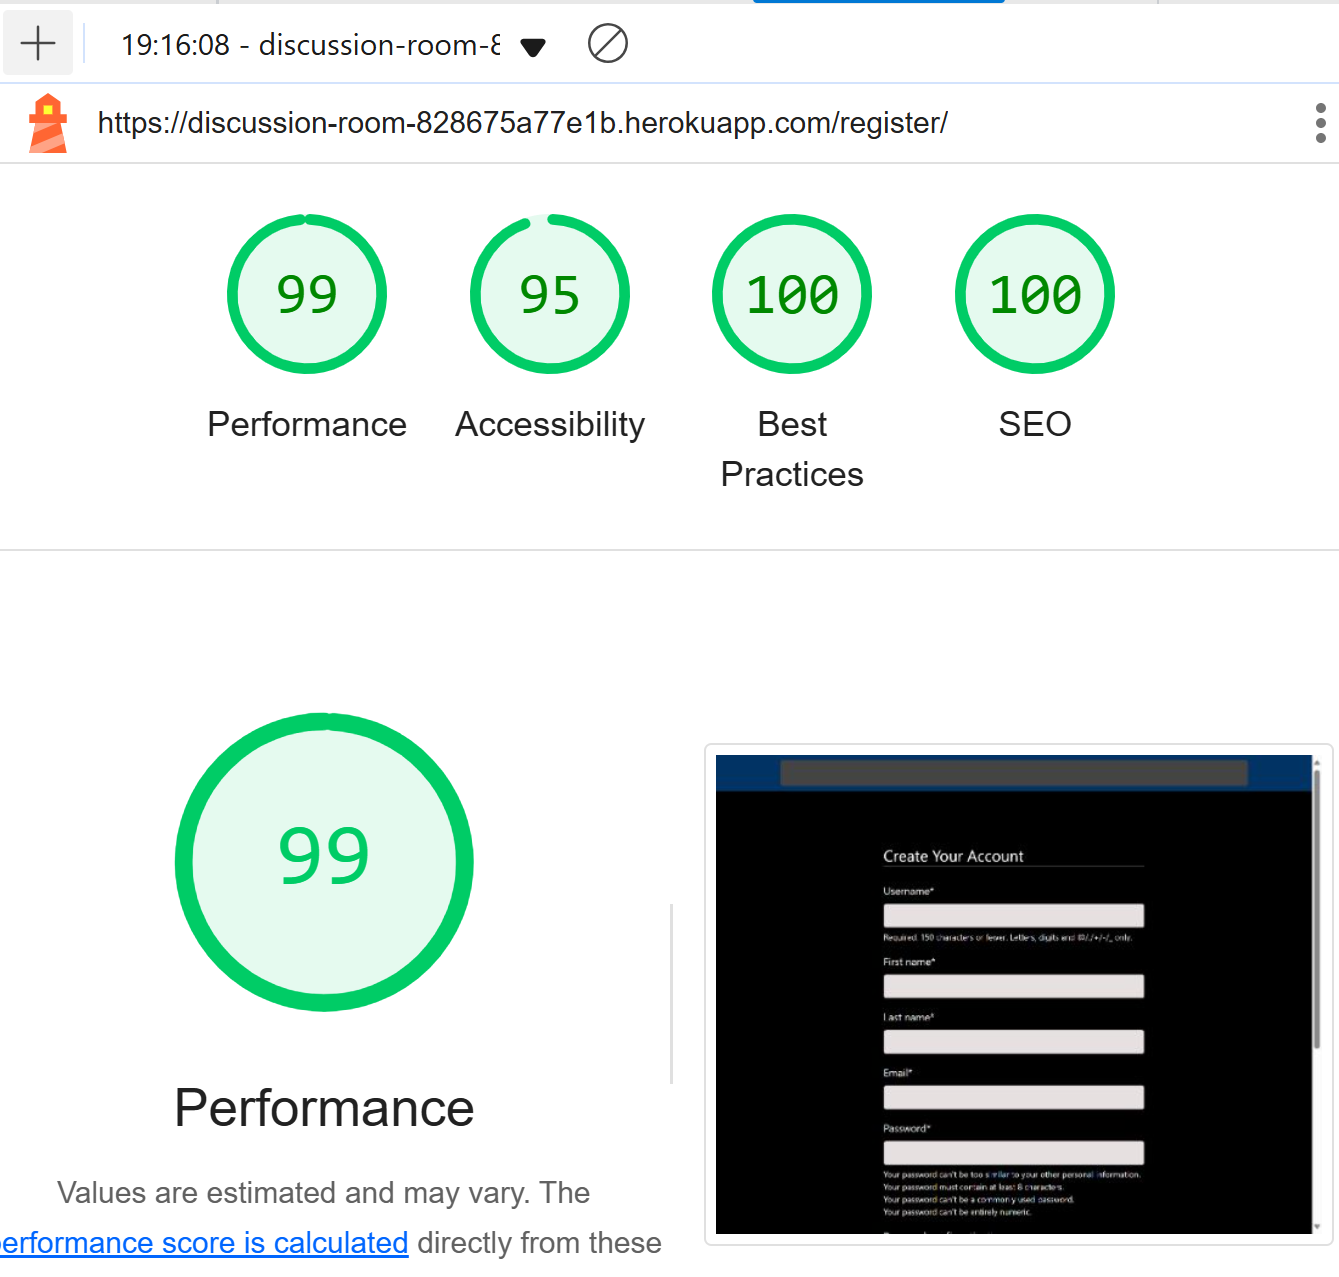 19:16:08 - discussion-room-8
https://discussion-room-828675a77e1b.herokuapp.com/register/
99
95
100
100
Performance
Accessibility
Best
Practices
SEO
99
Performance
Values are estimated and may vary. The
performance score is calculated directly from these
Create Your Account
Username*
Required. 150 characters or fewer. Letters, digits and @/./+/-/_ only.
First name*
Last name*
Email*
Password*
Your password can't be too similar to your other personal information.
Your password must contain at least 8 characters.
Your password can't be a commonly used password.
Your password can't be entirely numeric.